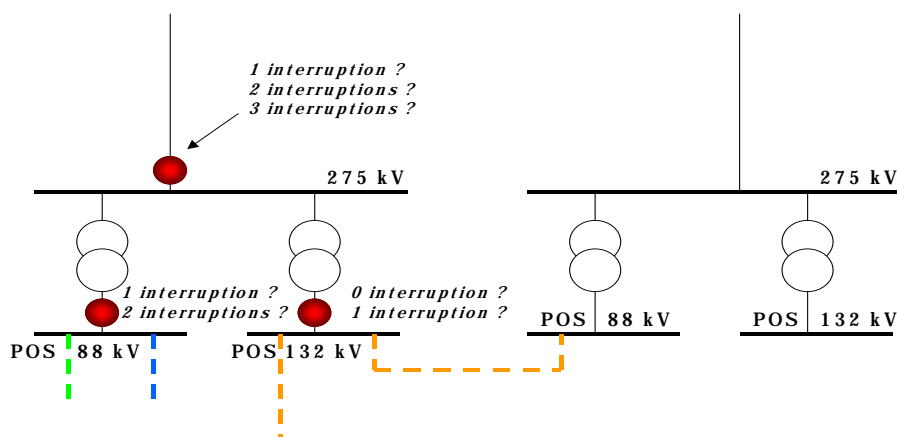 1 interruption ?
2 interruptions ?
3 interruptions ?
275 kV
275 kV
1 interruption ?
2 interruptions ?
0 interruption ?
1 interruption ?
POS 88 kV
POS 132 kV
POS 88 kV
POS 132 kV